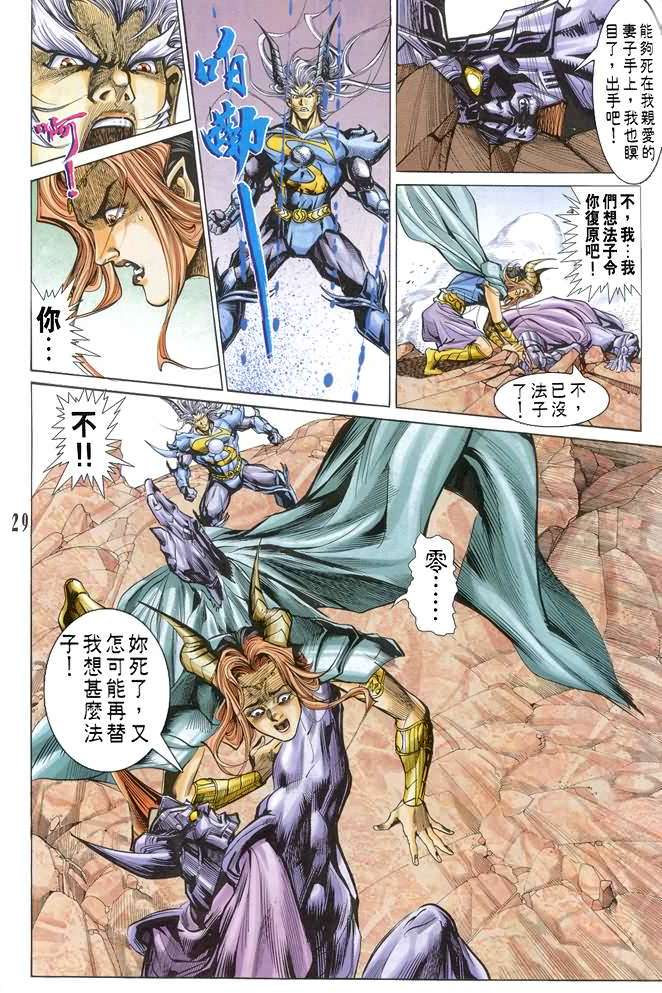 能夠死在我親愛的
妻子手上，我也瞑
目了，出手吧！
不，我…我
們想法子令
你復原吧！
不，
已沒
法子
了！
咱勦
啊！
你…
不!!
零……
妳死了，又
怎可能再替
我想甚麼法
子！
29